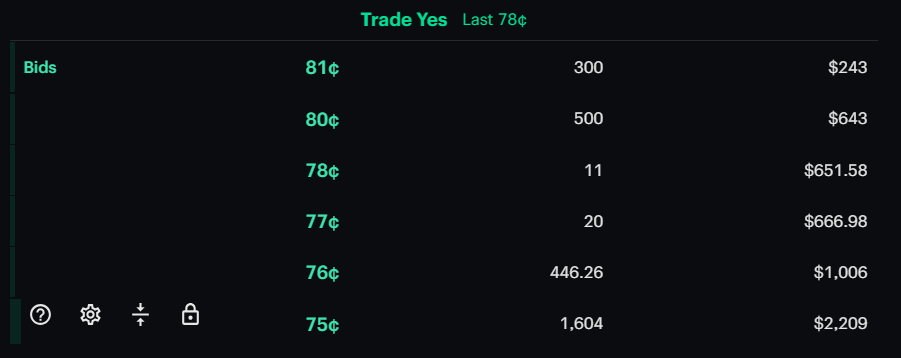 Trade Yes Last 78¢
Bids 81¢ 300 $243
80¢ 500 $643
78¢ 11 $651.58
77¢ 20 $666.98
76¢ 446.26 $1,006
75¢ 1,604 $2,209